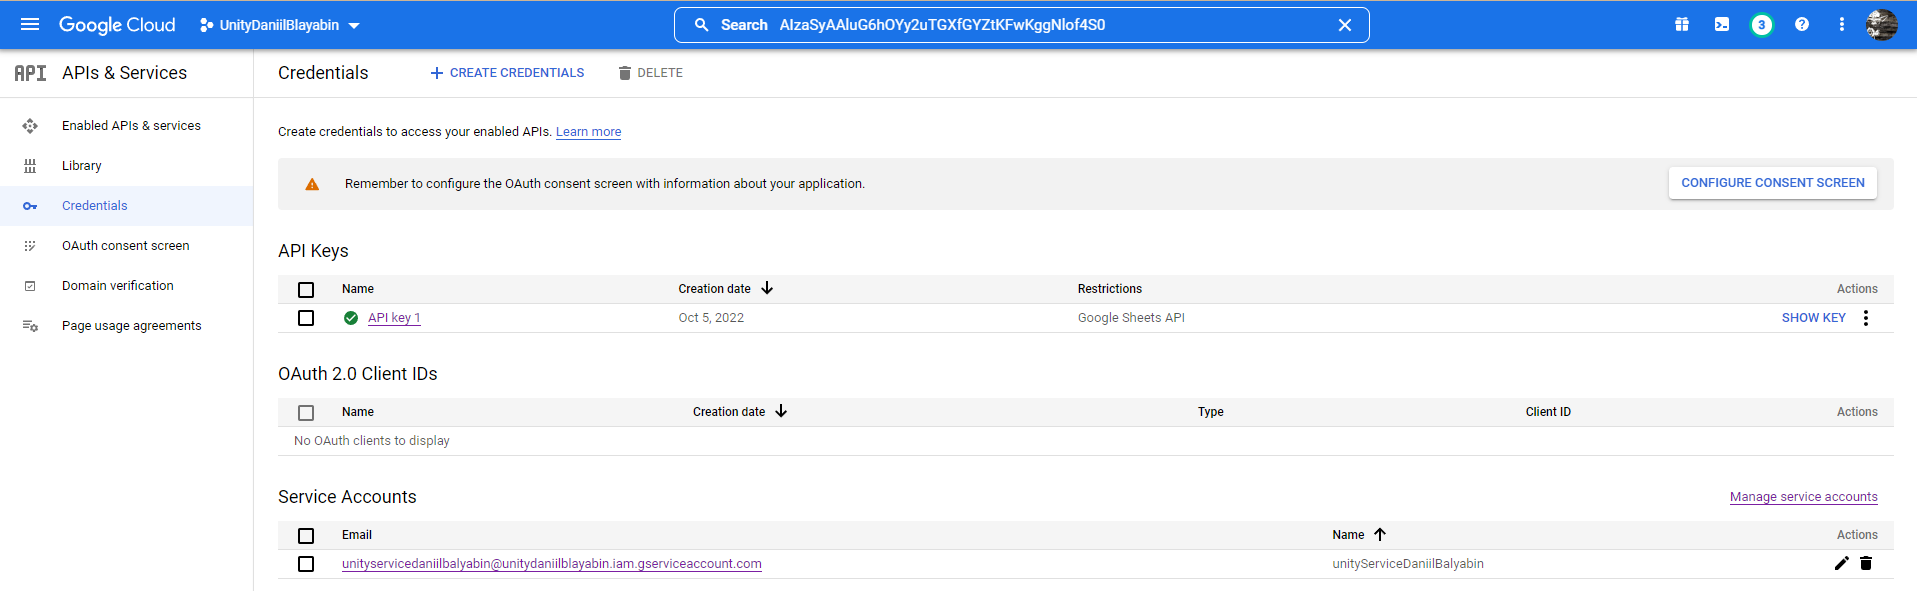 Google Cloud UnityDaniilBlayabin Search 3
API APIs & Services Credentials CREATE CREDENTIALS DELETE
Enabled APIs & services
Library
Credentials
OAuth consent screen
Domain verification
Page usage agreements
Create credentials to access your enabled APIs. Learn more
Remember to configure the OAuth consent screen with information about your application. CONFIGURE CONSENT SCREEN
API Keys
Name Creation date Restrictions Actions
API key 1 Oct 5, 2022 Google Sheets API SHOW KEY
OAuth 2.0 Client IDs
Name Creation date Type Client ID Actions
No OAuth clients to display
Service Accounts Manage service accounts
Email Name Actions
unityservicedaniilbalyabin@unitydaniilblayabin.iam.gserviceaccount.com unityServiceDaniilBalyabin